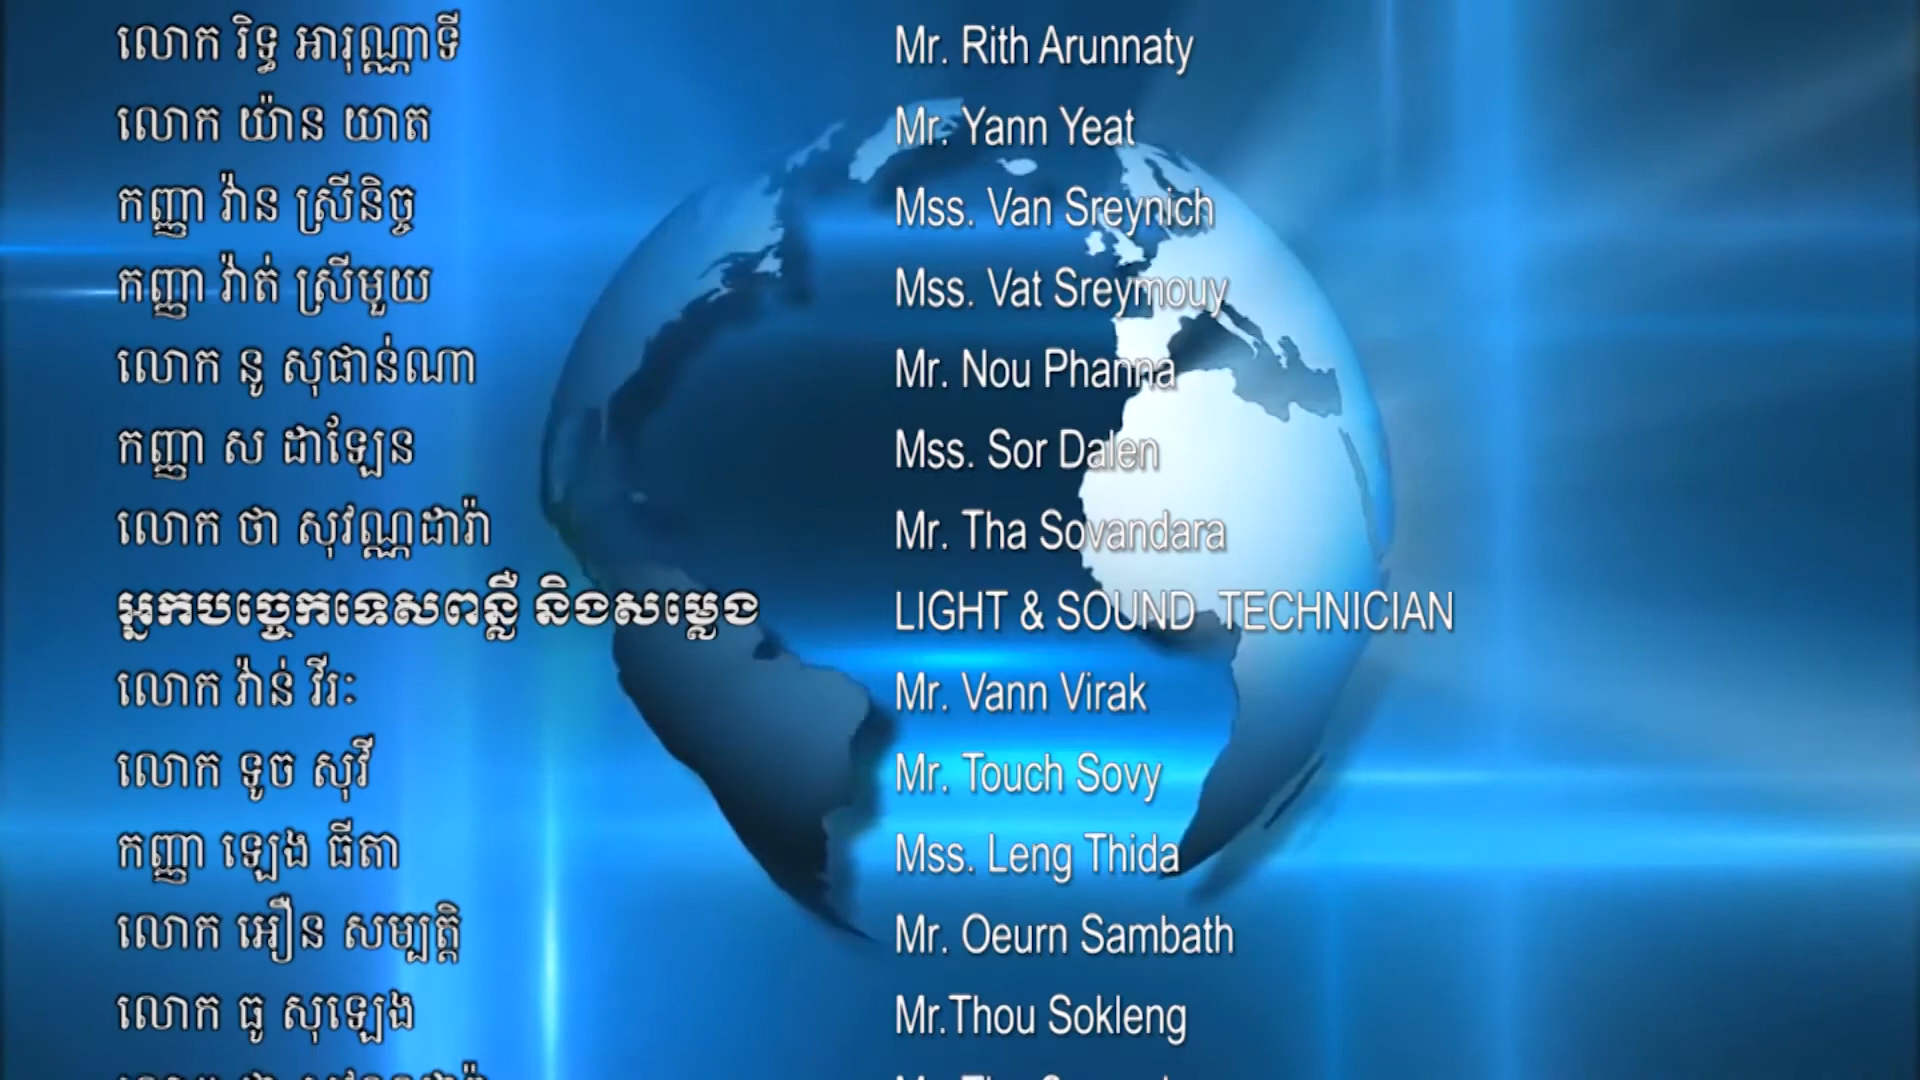 លោក រិទ្ធ អារុណ្ណាទី Mr. Rith Arunnaty
លោក យ៉ាន យាត Mr. Yann Yeat
កញ្ញា វ៉ាន ស្រីនិច្ច Mss. Van Sreynich
កញ្ញា វ៉ាត់ ស្រីមួយ Mss. Vat Sreymouy
លោក នូ សុផាន់ណា Mr. Nou Phanna
កញ្ញា ស ដាឡែន Mss. Sor Dalen
លោក ថា សុវណ្ណដារ៉ា Mr. Tha Sovandara
អ្នកបច្ចេកទេសពន្លឺ និងសម្លេង LIGHT & SOUND TECHNICIAN
លោក វ៉ាន់ វីរៈ Mr. Vann Virak
លោក ទូច សុវី Mr. Touch Sovy
កញ្ញា ឡេង ធីតា Mss. Leng Thida
លោក អឿន សម្បត្តិ Mr. Oeurn Sambath
លោក ធូ សុឡេង Mr.Thou Sokleng